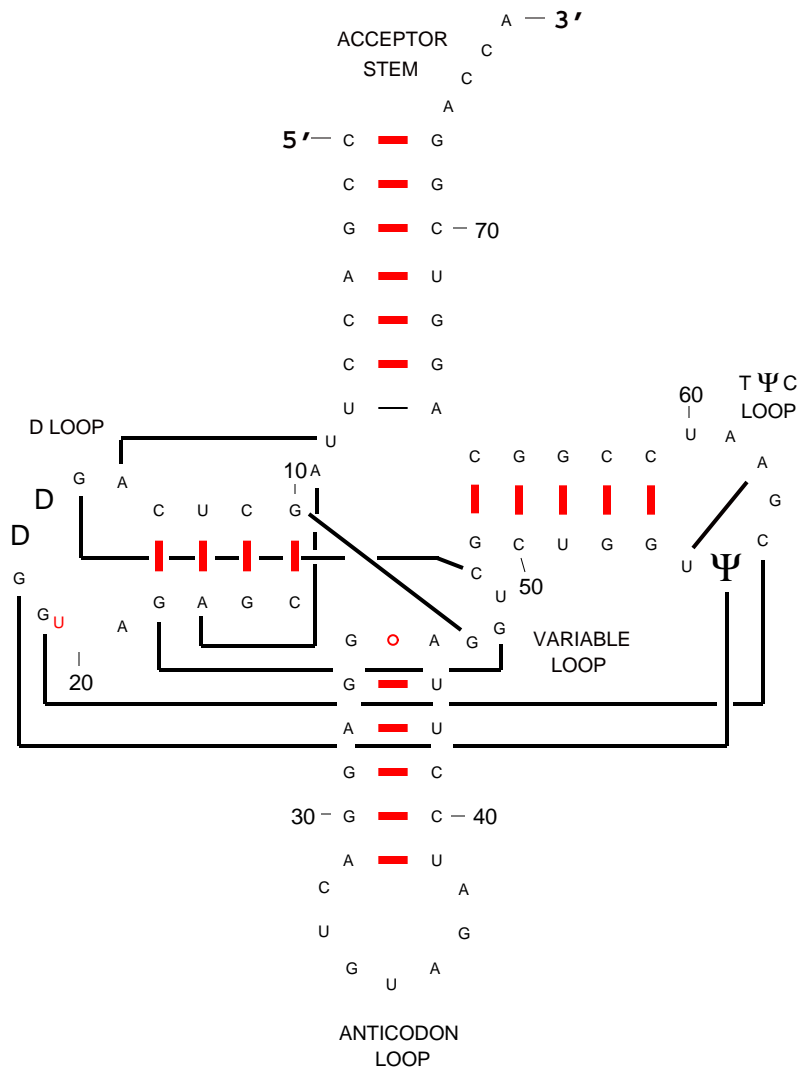 A 3′
C
ACCEPTOR
STEM
C
A
5′ C G
C G
G C 70
A U
C G
C G
U A
T Ψ C
LOOP
60
D LOOP
U
U A
C G G C C
A
10 A
G A
D
C U C G
G
D
G C U G G U Ψ
C
C
50
G
U
G A G C
G U
A
G
G A G
VARIABLE
LOOP
20
G U
A U
G C
30 G C 40
A U
C A
U G
G A
U
ANTICODON
LOOP